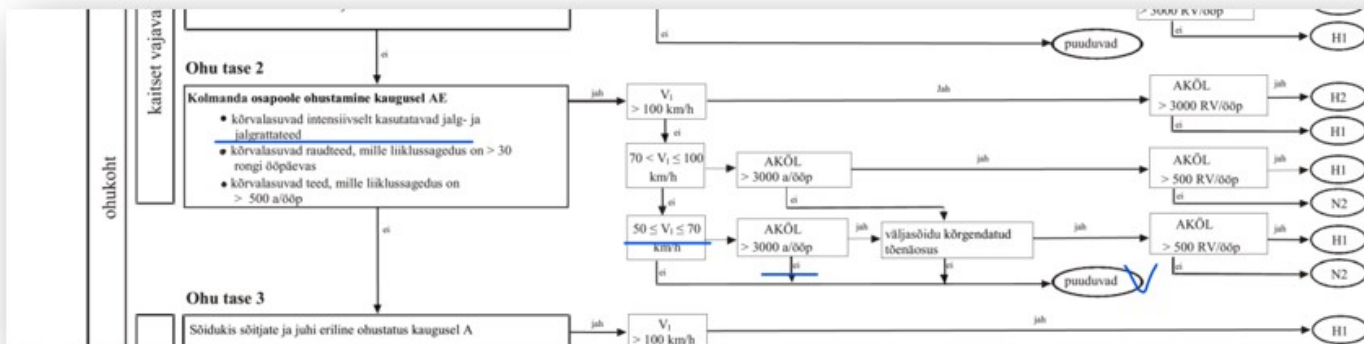 > 3000 RV/ööp
ei
H1
ei
puuduvad
ei
kaitset vajava
ohukoht
Ohu tase 2
Kolmanda osapoole ohustamine kaugusel AE
• kõrvalasuvad intensiivselt kasutatavad jalg- ja
jalgrattateed
• kõrvalasuvad raudteed, mille liiklussagedus on > 30
rongi ööpäevas
• kõrvalasuvad teed, mille liiklussagedus on
> 500 a/ööp
jah
V₁
> 100 km/h
Jah
AKÖL
> 3000 RV/ööp
jah
H2
ei
H1
ei
70 < V₁ ≤ 100
km/h
AKÖL
> 3000 a/ööp
jah
AKÖL
> 500 RV/ööp
jah
H1
ei
N2
ei
ei
50 ≤ V₁ ≤ 70
km/h
AKÖL
> 3000 a/ööp
jah
väljasõidu kõrgendatud
tõenäosus
jah
AKÖL
> 500 RV/ööp
jah
H1
ei
N2
ei
ei
ei
puuduvad
ei
Ohu tase 3
Sõidukis sõitjate ja juhi eriline ohustatus kaugusel A
jah
V₁
> 100 km/h
jah
H1